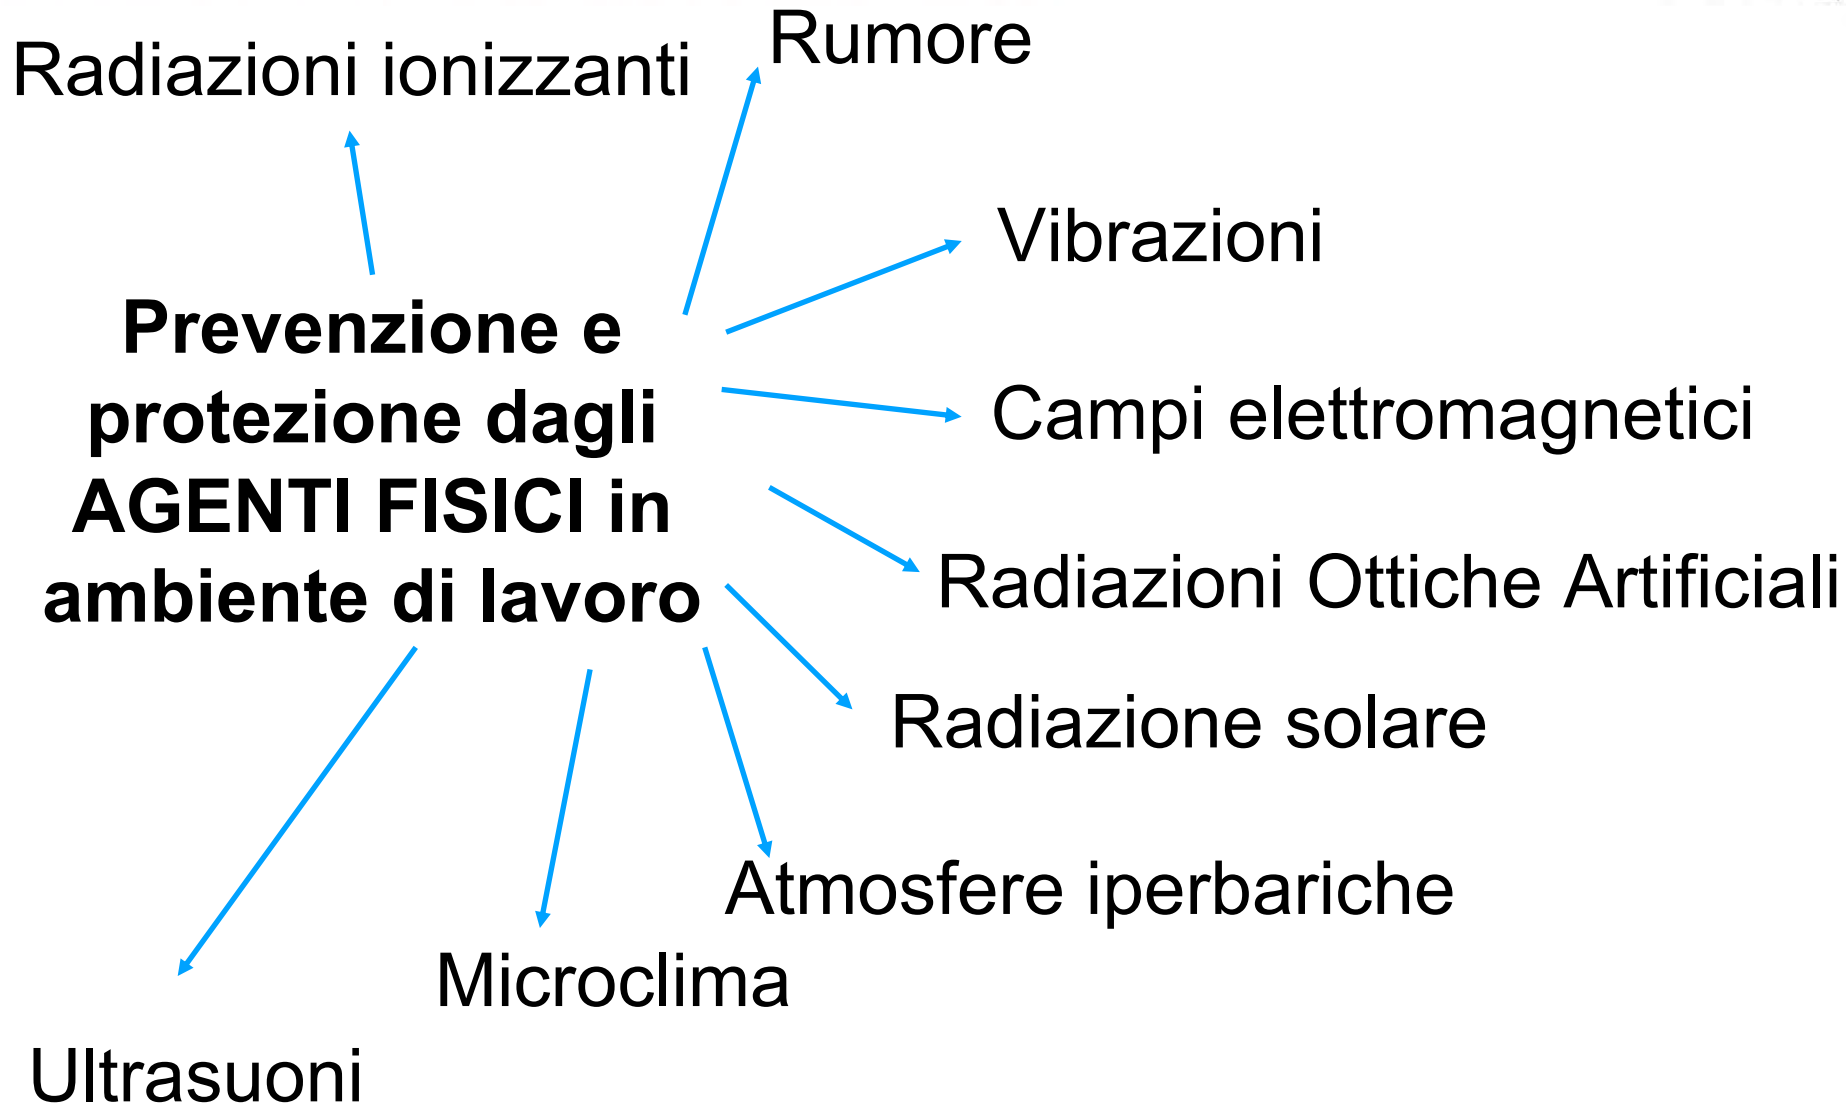 Radiazioni ionizzanti
Rumore
Vibrazioni
Prevenzione e
protezione dagli
AGENTI FISICI in
ambiente di lavoro
Campi elettromagnetici
Radiazioni Ottiche Artificiali
Radiazione solare
Atmosfere iperbariche
Microclima
Ultrasuoni